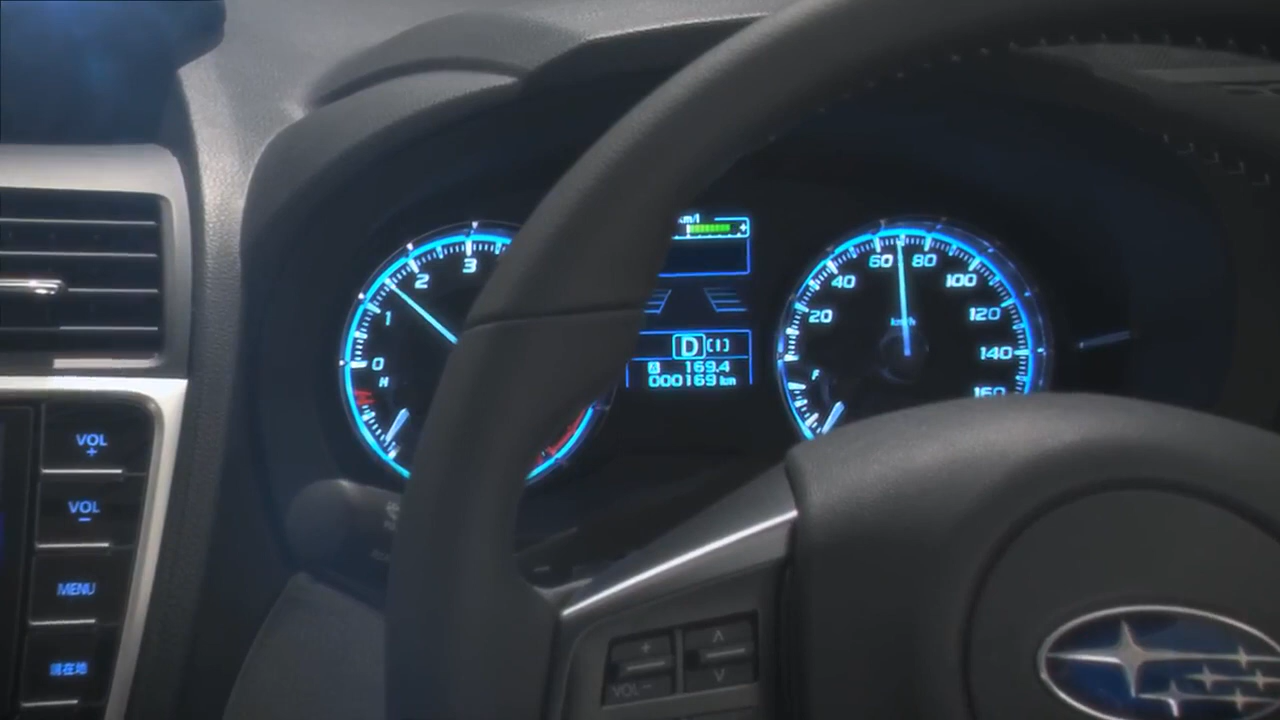 km/l
+
3
2
1
0
H
D [I]
A 169.4
000169 km
60 80
40 100
20 120
km/h
140
F
160
VOL
+
VOL
−
MENU
現在地
+
VOL−